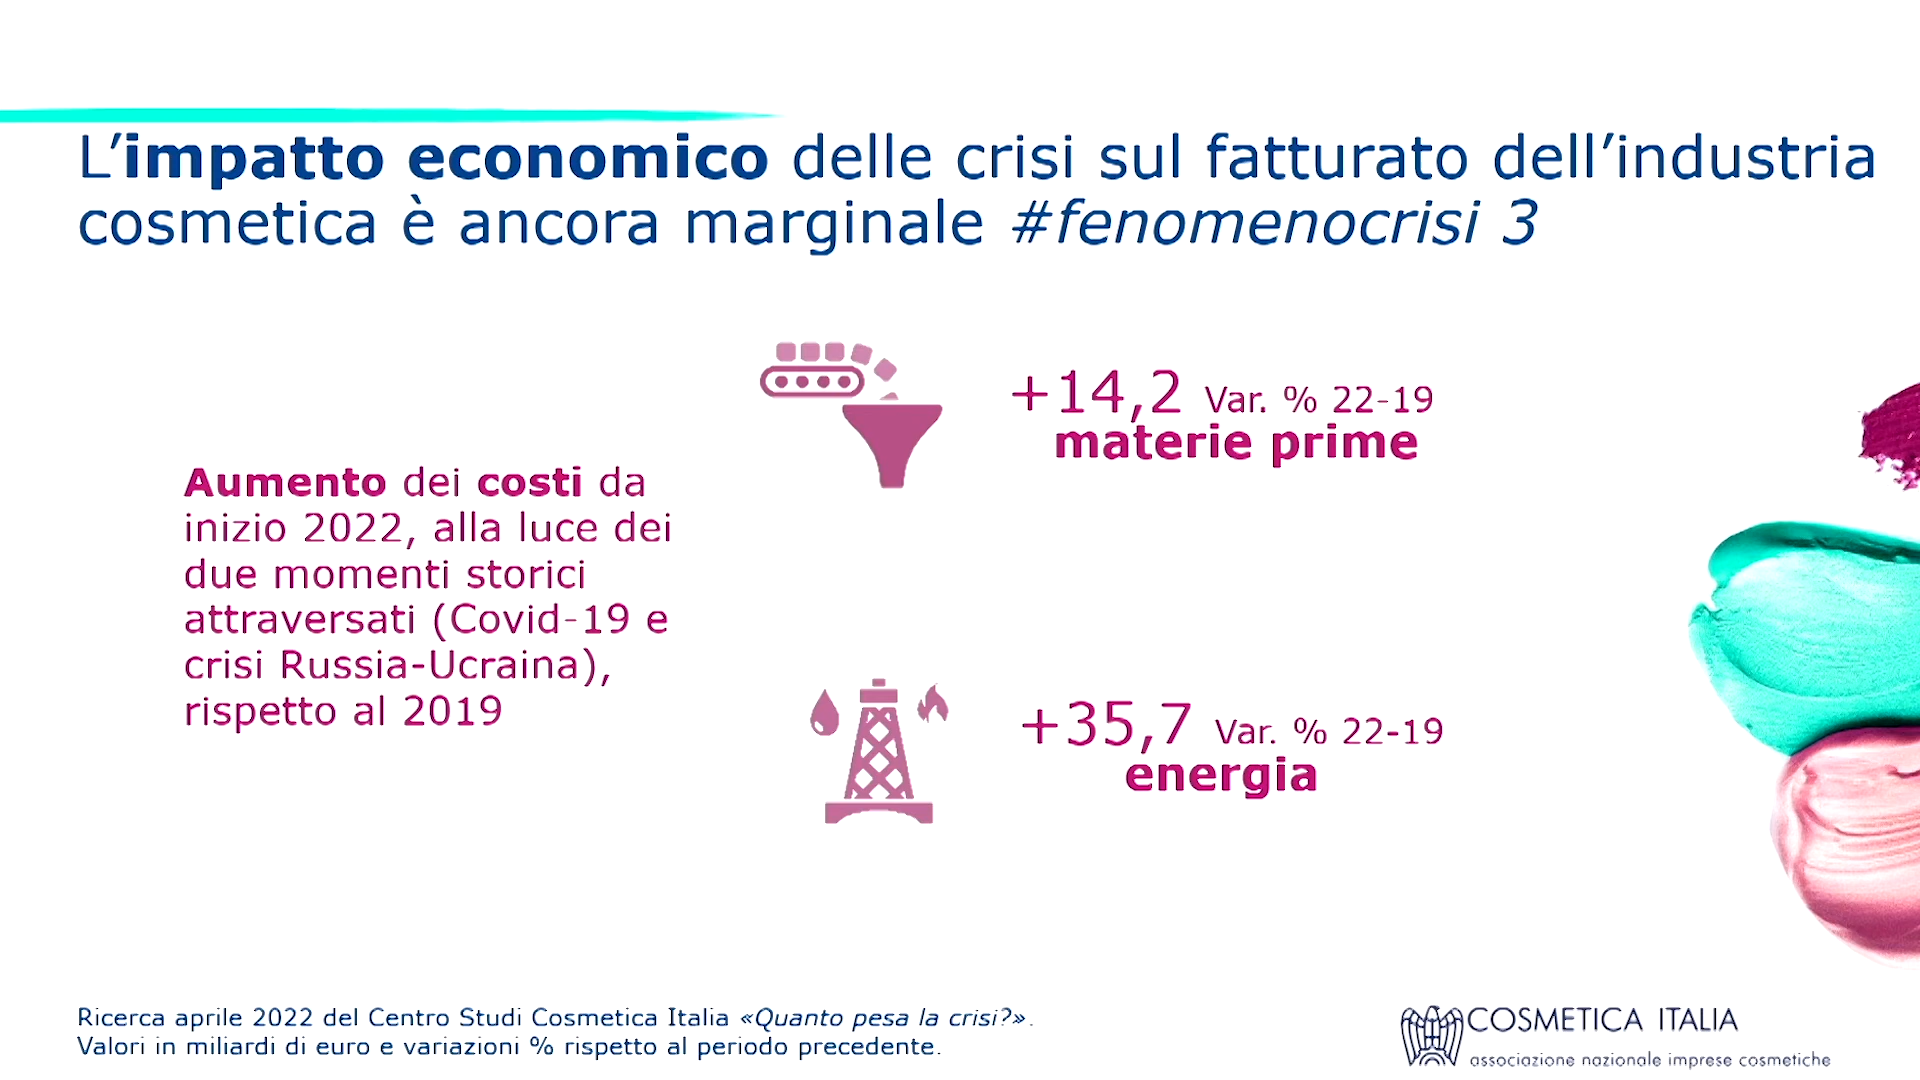 L’impatto economico delle crisi sul fatturato dell’industria
cosmetica è ancora marginale #fenomenocrisi 3
Aumento dei costi da
inizio 2022, alla luce dei
due momenti storici
attraversati (Covid-19 e
crisi Russia-Ucraina),
rispetto al 2019
+14,2 Var. % 22-19
materie prime
+35,7 Var. % 22-19
energia
Ricerca aprile 2022 del Centro Studi Cosmetica Italia «Quanto pesa la crisi?».
Valori in miliardi di euro e variazioni % rispetto al periodo precedente.
COSMETICA ITALIA
associazione nazionale imprese cosmetiche